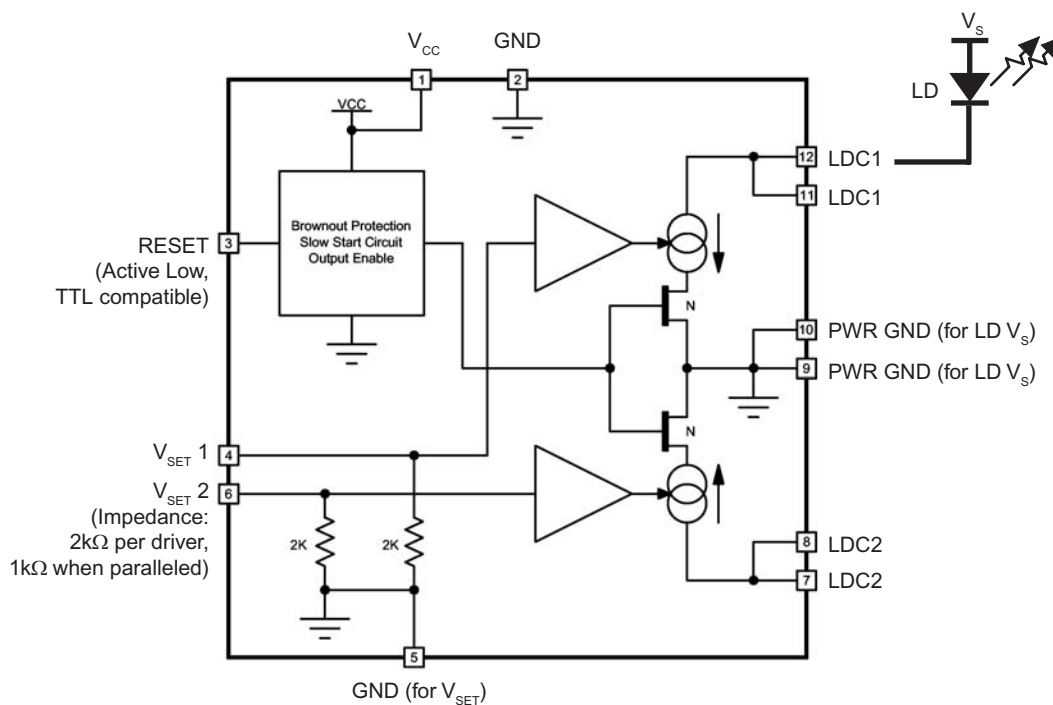 V_CC
GND
V_S
LD
1
2
VCC
12 LDC1
11 LDC1
Brownout Protection
Slow Start Circuit
Output Enable
RESET 3
(Active Low,
TTL compatible)
N
10 PWR GND (for LD V_S)
9 PWR GND (for LD V_S)
N
V_SET 1 4
V_SET 2 6
(Impedance:
2kΩ per driver,
1kΩ when paralleled)
2K
2K
8 LDC2
7 LDC2
5
GND (for V_SET)